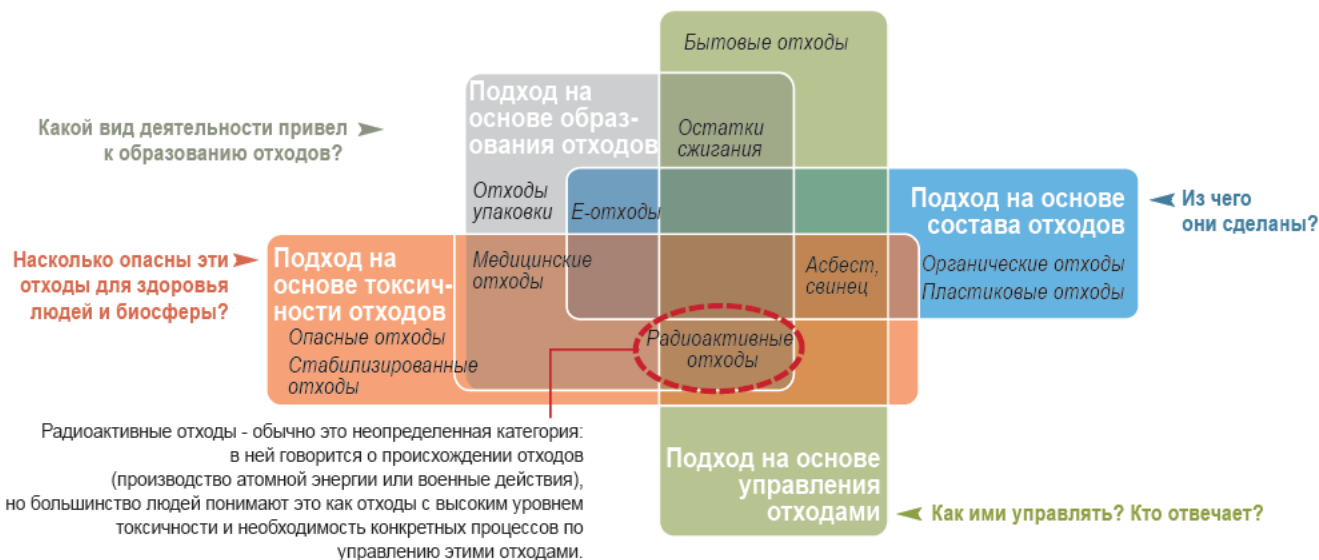 Бытовые отходы
Подход на
основе образ-
ования отходов
Какой вид деятельности привел
к образованию отходов?
Остатки
сжигания
Отходы
упаковки
Е-отходы
Подход на основе
состава отходов
Из чего
они сделаны?
Насколько опасны эти
отходы для здоровья
людей и биосферы?
Подход на
основе токсич-
ности отходов
Медицинские
отходы
Асбест,
свинец
Органические отходы
Пластиковые отходы
Опасные отходы
Стабилизированные
отходы
Радиоактивные
отходы
Радиоактивные отходы - обычно это неопределенная категория:
в ней говорится о происхождении отходов
(производство атомной энергии или военные действия),
но большинство людей понимают это как отходы с высоким уровнем
токсичности и необходимость конкретных процессов по
управлению этими отходами.
Подход на основе
управления
отходами
Как ими управлять? Кто отвечает?